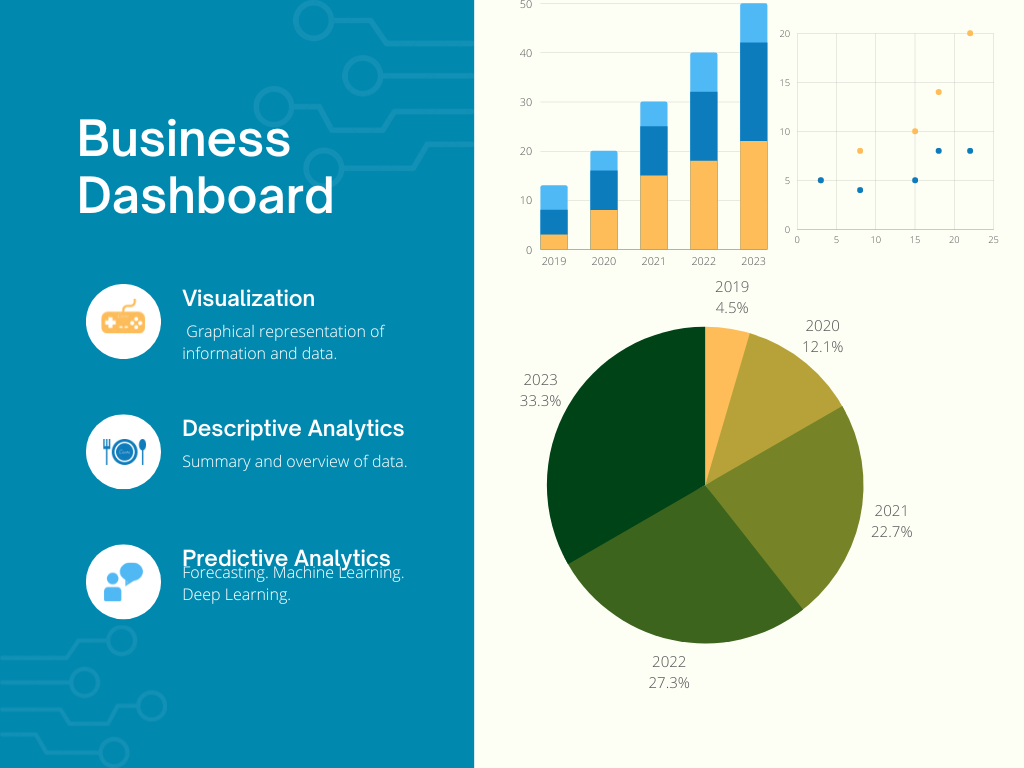 Business
Dashboard
Visualization
Graphical representation of
information and data.
Descriptive Analytics
Summary and overview of data.
Predictive Analytics
Forecasting. Machine Learning.
Deep Learning.
50
40
30
20
10
0
2019 2020 2021 2022 2023
20
15
10
5
0
0 5 10 15 20 25
2019
4.5%
2020
12.1%
2021
22.7%
2022
27.3%
2023
33.3%